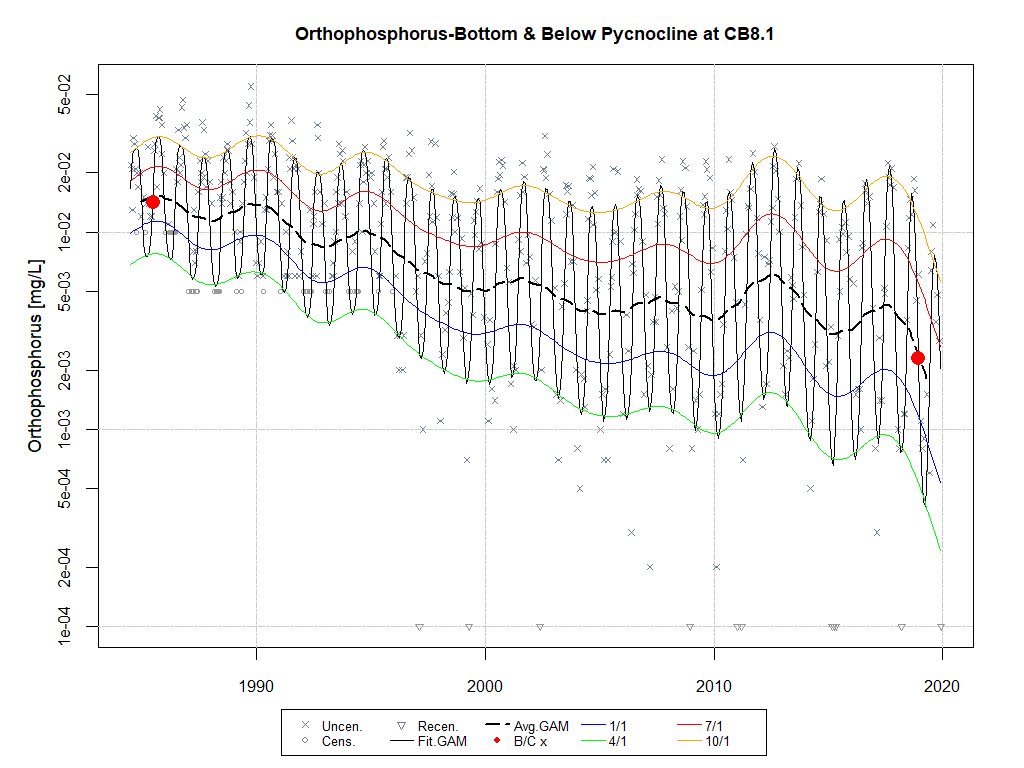 Orthophosphorus-Bottom & Below Pycnocline at CB8.1
Orthophosphorus [mg/L]
5e-02
2e-02
1e-02
5e-03
2e-03
1e-03
5e-04
2e-04
1e-04
1990 2000 2010 2020
Uncen. Recen. Avg.GAM 1/1 7/1
Cens. Fit.GAM B/C x 4/1 10/1